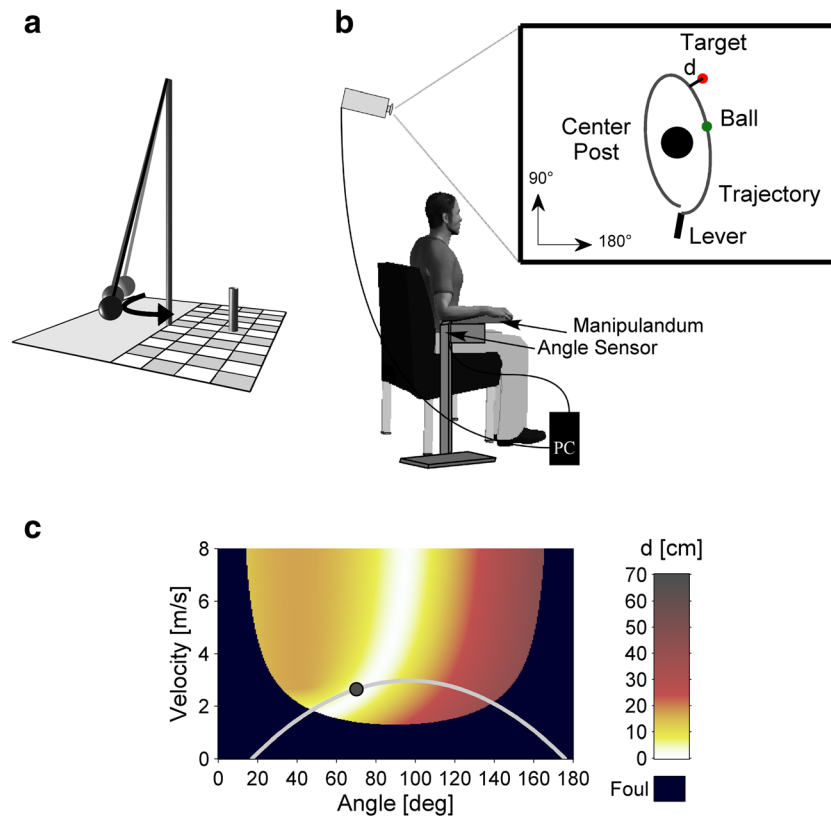 a
b
Target
d
Ball
Center
Post
Trajectory
90°
180°
Lever
Manipulandum
Angle Sensor
PC
c
d [cm]
Velocity [m/s]
8
6
4
2
0
0 20 40 60 80 100 120 140 160 180
Angle [deg]
70
60
50
40
30
20
10
0
Foul